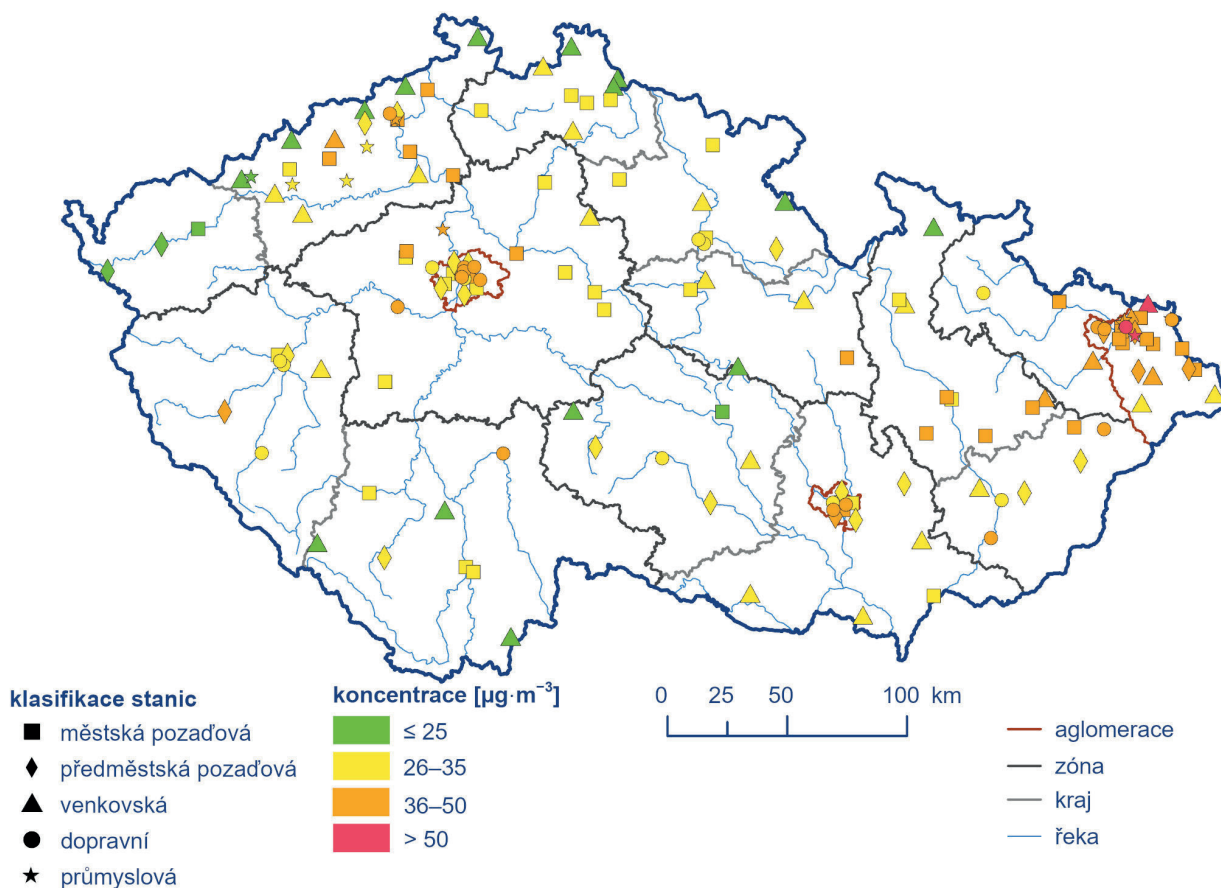 klasifikace stanic
městská pozaďová
předměstská pozaďová
venkovská
dopravní
průmyslová
koncentrace [µg·m⁻³]
≤ 25
26–35
36–50
> 50
0 25 50 100 km
aglomerace
zóna
kraj
řeka